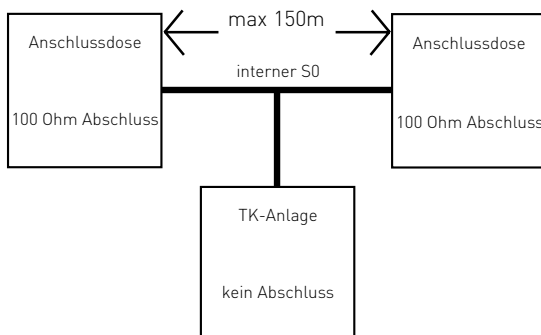 max 150m
Anschlussdose
Anschlussdose
interner S0
100 Ohm Abschluss
100 Ohm Abschluss
TK-Anlage
kein Abschluss